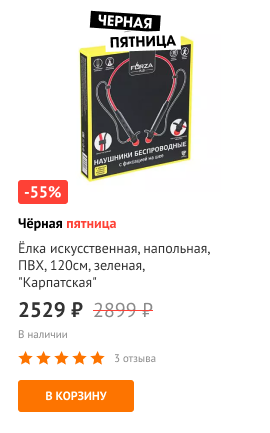 ЧЕРНАЯ
ПЯТНИЦА
FORZA
НАУШНИКИ БЕСПРОВОДНЫЕ
с фиксацией на шее
-55%
Чёрная пятница
Ёлка искусственная, напольная,
ПВХ, 120см, зеленая,
"Карпатская"
2529 ₽ 2899 ₽
В наличии
3 отзыва
В КОРЗИНУ